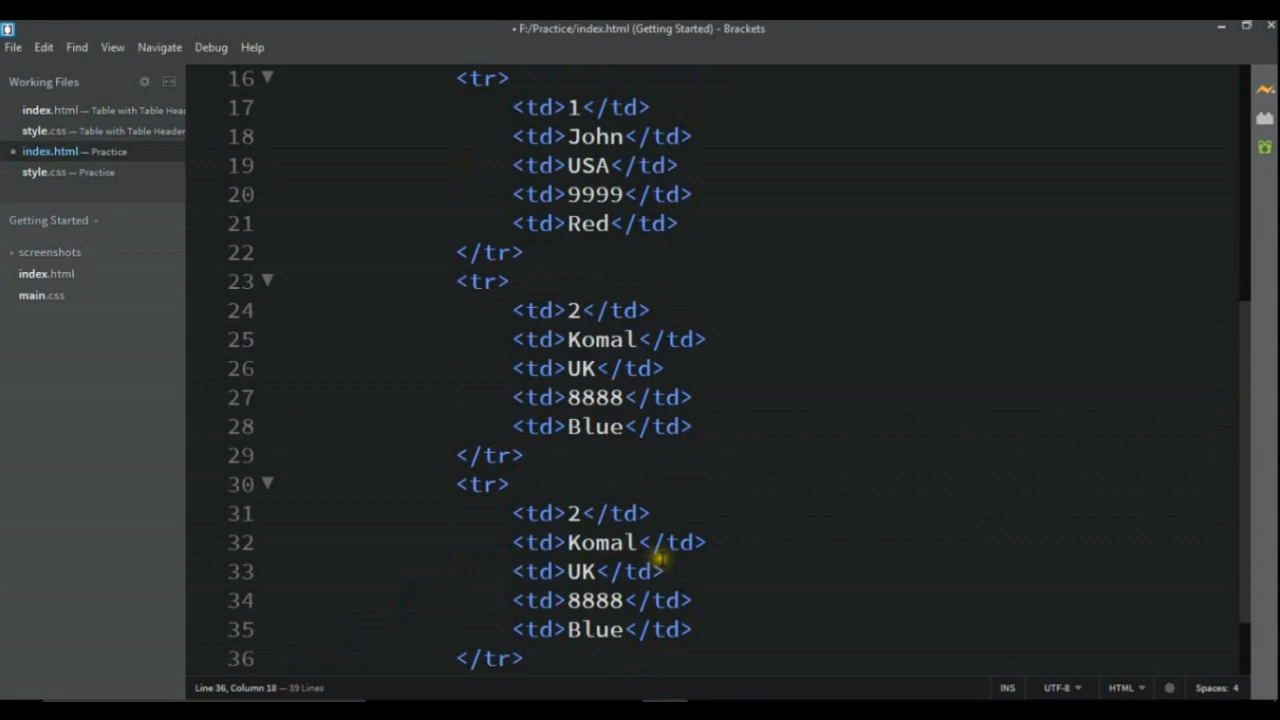 • F:/Practice/index.html (Getting Started) - Brackets
File Edit Find View Navigate Debug Help
Working Files
index.html — Table with Table Hea
style.css — Table with Table Header
index.html — Practice
style.css — Practice
Getting Started
screenshots
index.html
main.css
16 <tr>
17 <td>1</td>
18 <td>John</td>
19 <td>USA</td>
20 <td>9999</td>
21 <td>Red</td>
22 </tr>
23 <tr>
24 <td>2</td>
25 <td>Komal</td>
26 <td>UK</td>
27 <td>8888</td>
28 <td>Blue</td>
29 </tr>
30 <tr>
31 <td>2</td>
32 <td>Komal</td>
33 <td>UK</td>
34 <td>8888</td>
35 <td>Blue</td>
36 </tr>
Line 36, Column 18 — 39 Lines INS UTF-8 HTML Spaces: 4